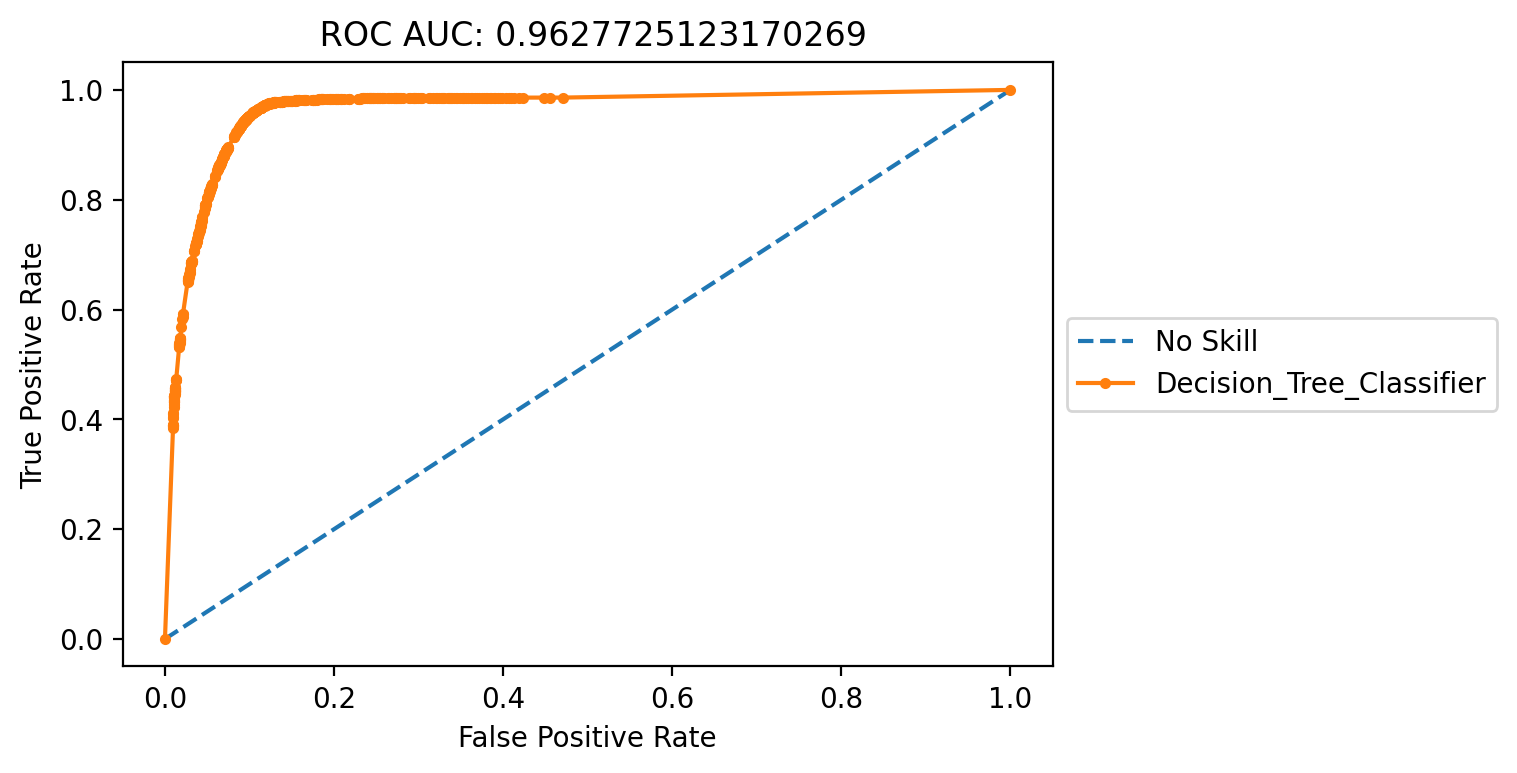 ROC AUC: 0.9627725123170269
1.0
0.8
0.6
0.4
0.2
0.0
True Positive Rate
0.0 0.2 0.4 0.6 0.8 1.0
False Positive Rate
No Skill
Decision_Tree_Classifier